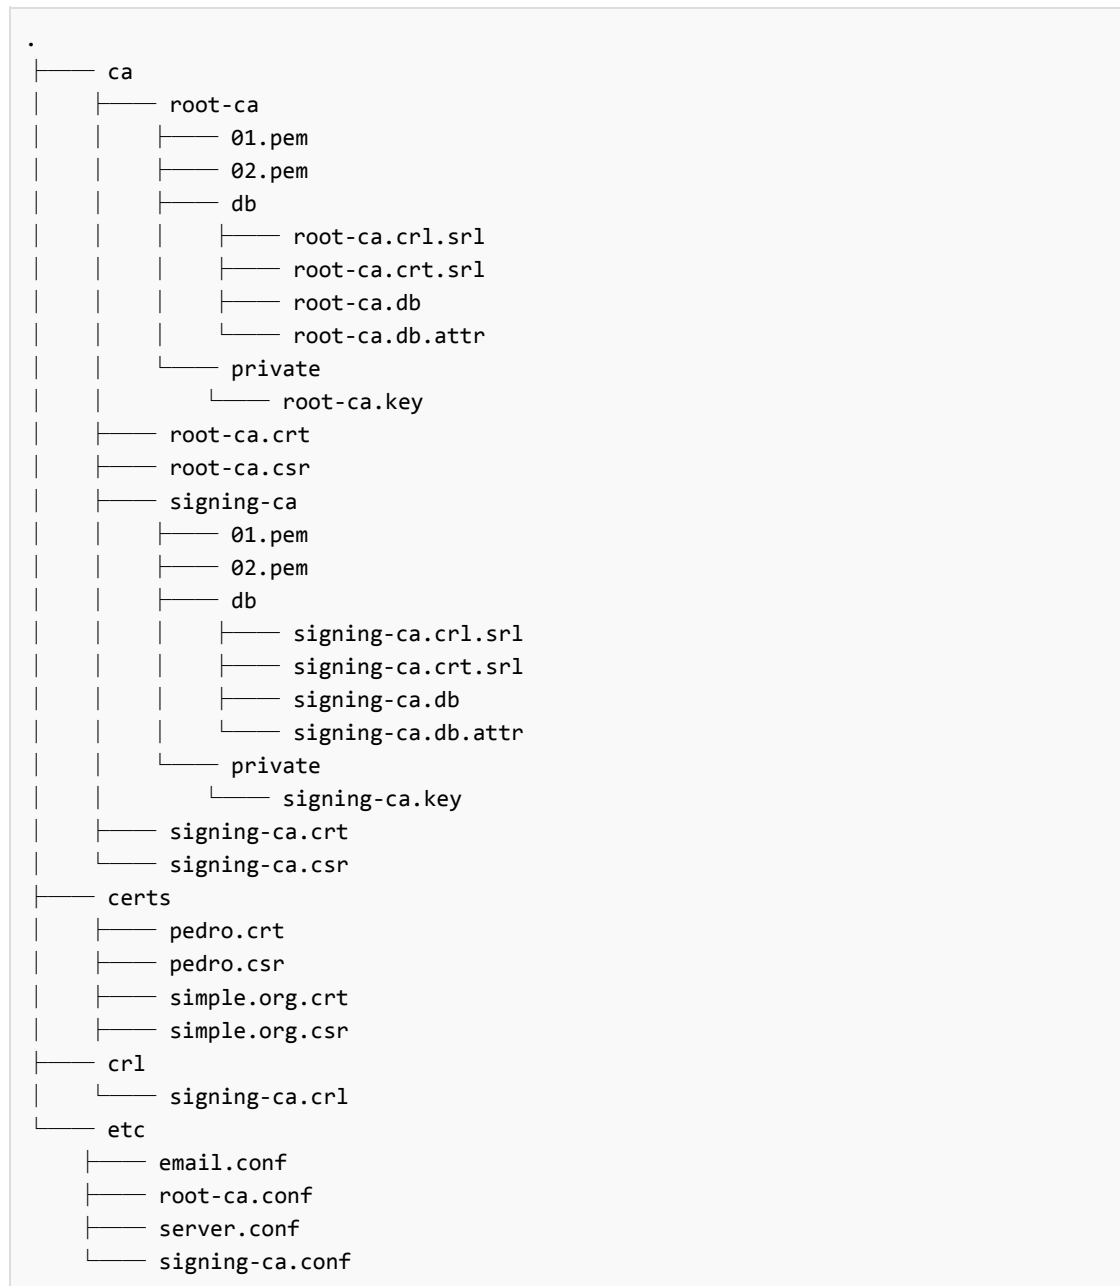 .
├── ca
│   ├── root-ca
│   │   ├── 01.pem
│   │   ├── 02.pem
│   │   ├── db
│   │   │   ├── root-ca.crl.srl
│   │   │   ├── root-ca.crt.srl
│   │   │   ├── root-ca.db
│   │   │   └── root-ca.db.attr
│   │   └── private
│   │       └── root-ca.key
│   ├── root-ca.crt
│   ├── root-ca.csr
│   ├── signing-ca
│   │   ├── 01.pem
│   │   ├── 02.pem
│   │   ├── db
│   │   │   ├── signing-ca.crl.srl
│   │   │   ├── signing-ca.crt.srl
│   │   │   ├── signing-ca.db
│   │   │   └── signing-ca.db.attr
│   │   └── private
│   │       └── signing-ca.key
│   ├── signing-ca.crt
│   └── signing-ca.csr
├── certs
│   ├── pedro.crt
│   ├── pedro.csr
│   ├── simple.org.crt
│   ├── simple.org.csr
├── crl
│   └── signing-ca.crl
└── etc
    ├── email.conf
    ├── root-ca.conf
    ├── server.conf
    └── signing-ca.conf